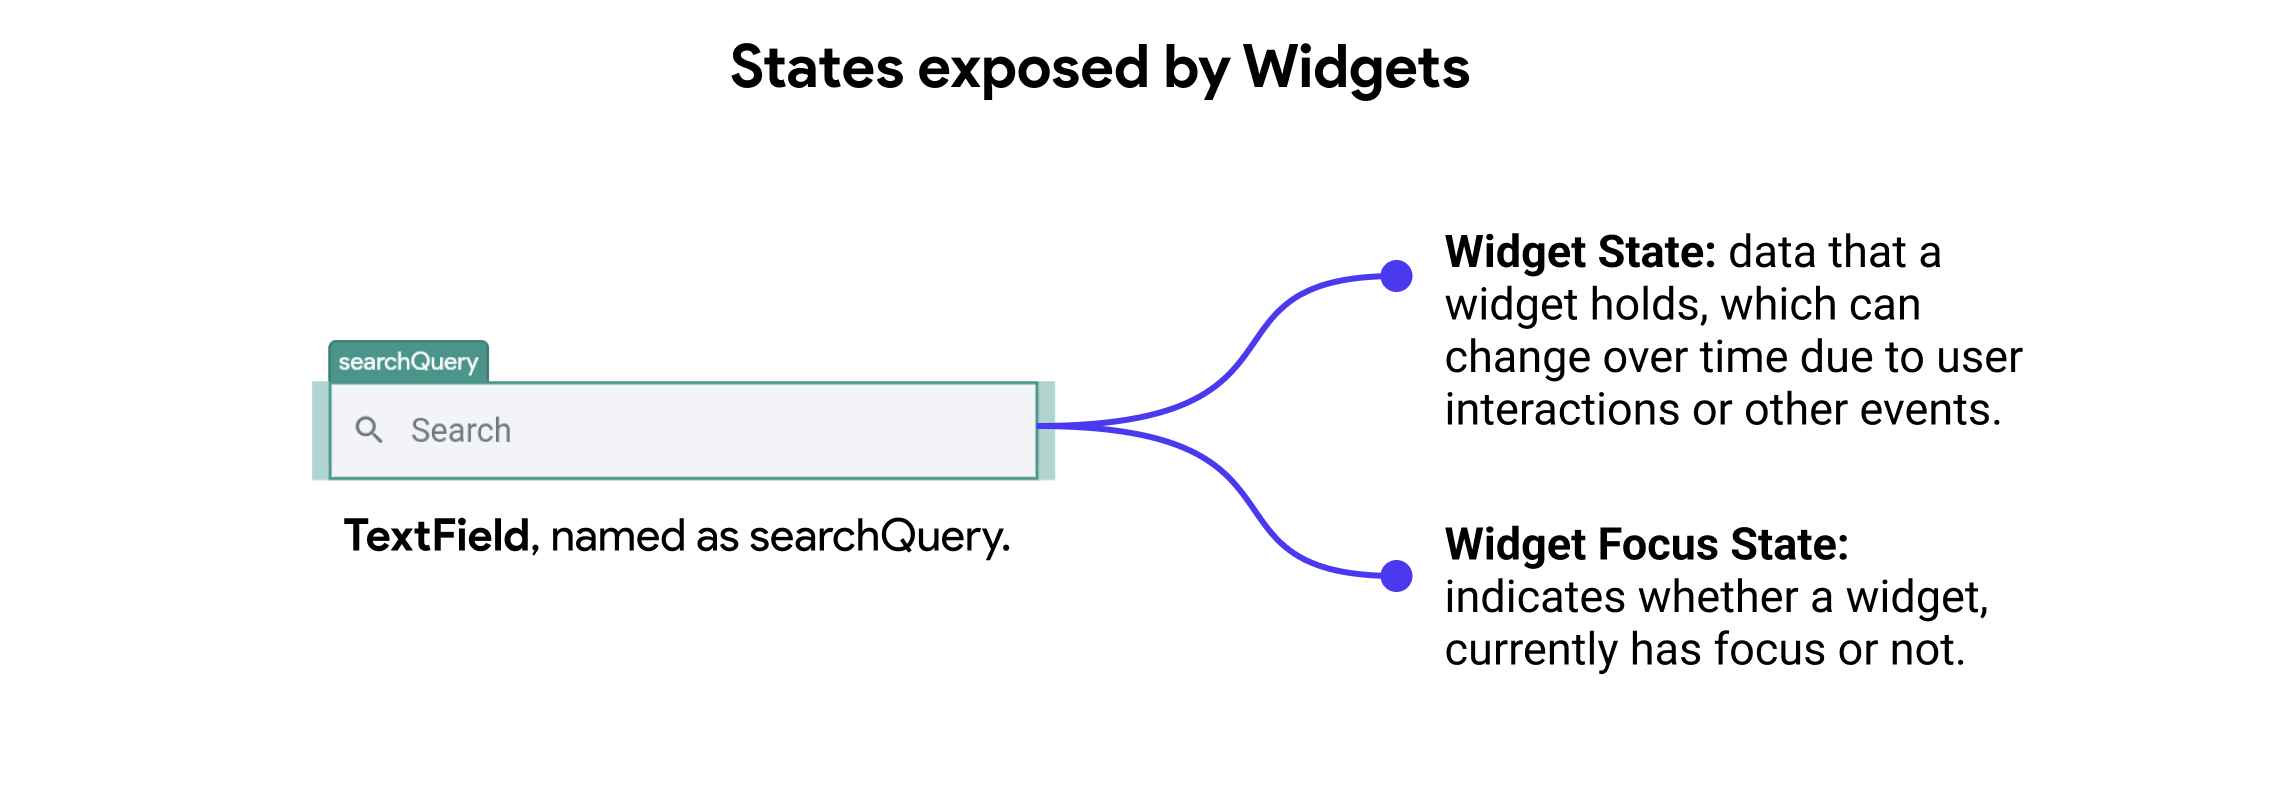 States exposed by Widgets
searchQuery
Search
TextField, named as searchQuery.
Widget State: data that a
widget holds, which can
change over time due to user
interactions or other events.
Widget Focus State:
indicates whether a widget,
currently has focus or not.